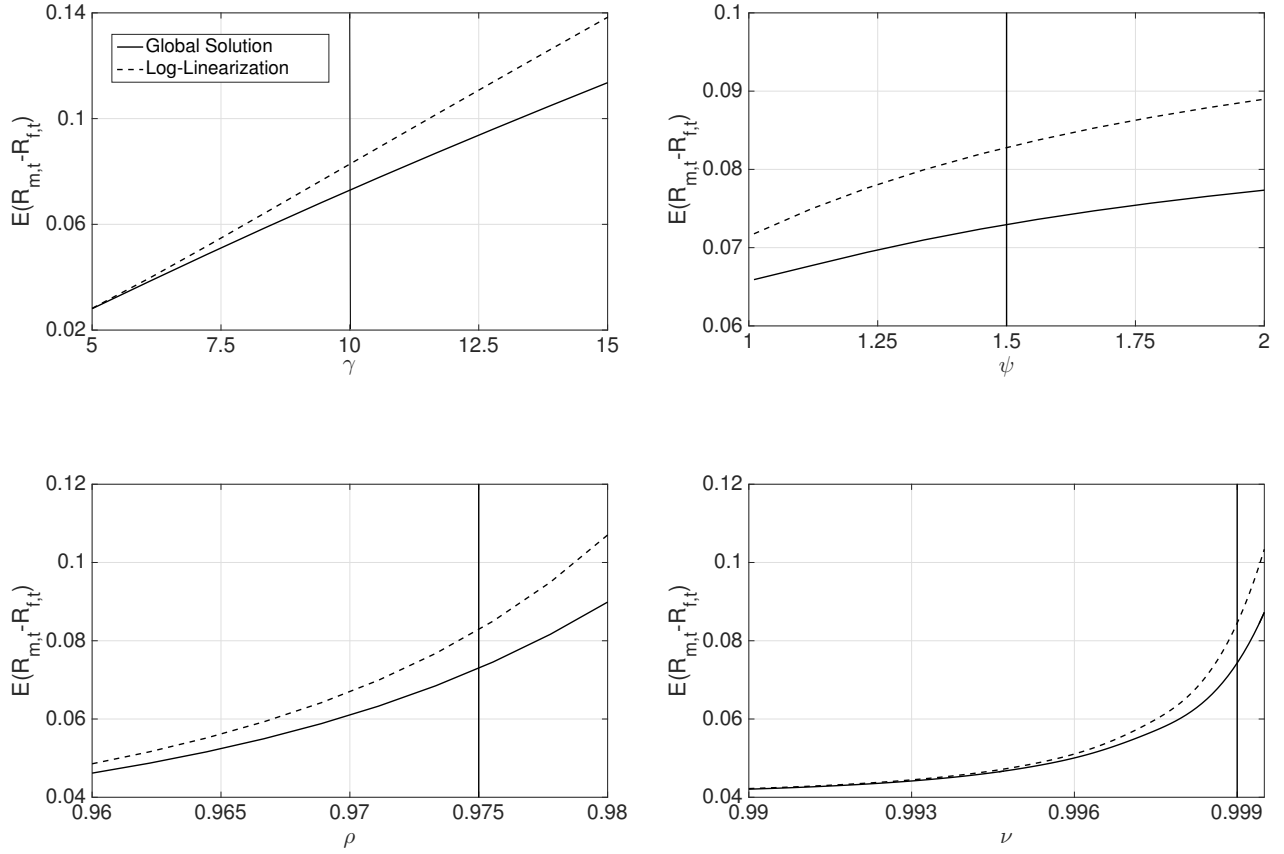 0.14
0.1
0.06
0.02
E(R_{m,t}-R_{f,t})
Global Solution
Log-Linearization
5 7.5 10 12.5 15
γ
0.1
0.09
0.08
0.07
0.06
E(R_{m,t}-R_{f,t})
1 1.25 1.5 1.75 2
ψ
0.12
0.1
0.08
0.06
0.04
E(R_{m,t}-R_{f,t})
0.96 0.965 0.97 0.975 0.98
ρ
0.12
0.1
0.08
0.06
0.04
E(R_{m,t}-R_{f,t})
0.99 0.993 0.996 0.999
ν